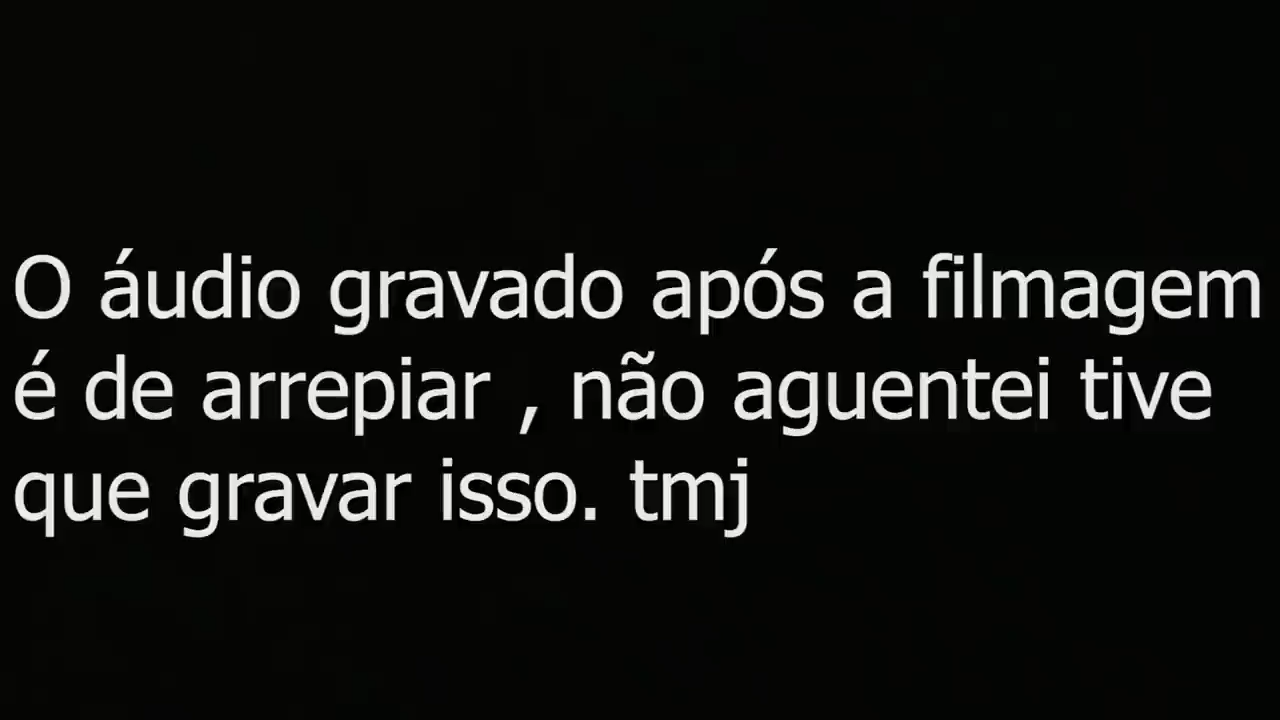 O áudio gravado após a filmagem
é de arrepiar , não aguentei tive
que gravar isso. tmj